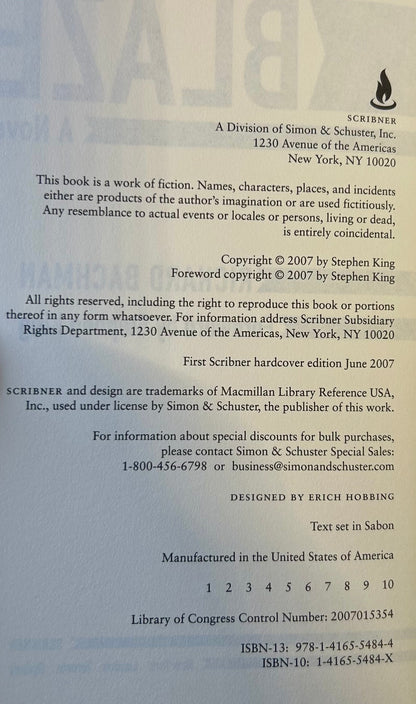 BLAZE
SCRIBNER
A Division of Simon & Schuster, Inc.
1230 Avenue of the Americas
New York, NY 10020
This book is a work of fiction. Names, characters, places, and incidents
either are products of the author's imagination or are used fictitiously.
Any resemblance to actual events or locales or persons, living or dead,
is entirely coincidental.
RICHARD BACHMAN
Copyright © 2007 by Stephen King
Foreword copyright © 2007 by Stephen King
All rights reserved, including the right to reproduce this book or portions
thereof in any form whatsoever. For information address Scribner Subsidiary
Rights Department, 1230 Avenue of the Americas, New York, NY 10020
First Scribner hardcover edition June 2007
SCRIBNER and design are trademarks of Macmillan Library Reference USA,
Inc., used under license by Simon & Schuster, the publisher of this work.
For information about special discounts for bulk purchases,
please contact Simon & Schuster Special Sales:
1-800-456-6798 or business@simonandschuster.com
DESIGNED BY ERICH HOBBING
Text set in Sabon
Manufactured in the United States of America
1 2 3 4 5 6 7 8 9 10
Library of Congress Control Number: 2007015354
ISBN-13: 978-1-4165-5484-4
ISBN-10: 1-4165-5484-X